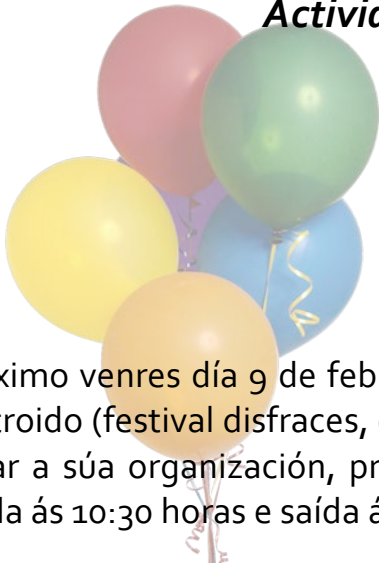 Activid
ximo venres día 9 de feb
troido (festival disfraces,
ar a súa organización, pr
da ás 10:30 horas e saída á